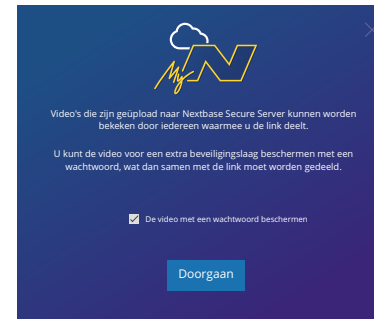 My N
Video's die zijn geüpload naar Nextbase Secure Server kunnen worden
bekeken door iedereen waarmee u de link deelt.
U kunt de video voor een extra beveiligingslaag beschermen met een
wachtwoord, wat dan samen met de link moet worden gedeeld.
De video met een wachtwoord beschermen
Doorgaan